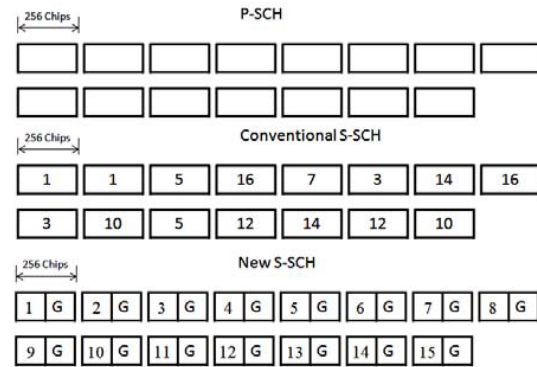 P-SCH
256 Chips
Conventional S-SCH
256 Chips
1 1 5 16 7 3 14 16
3 10 5 12 14 12 10
New S-SCH
256 Chips
1 G 2 G 3 G 4 G 5 G 6 G 7 G 8 G
9 G 10 G 11 G 12 G 13 G 14 G 15 G